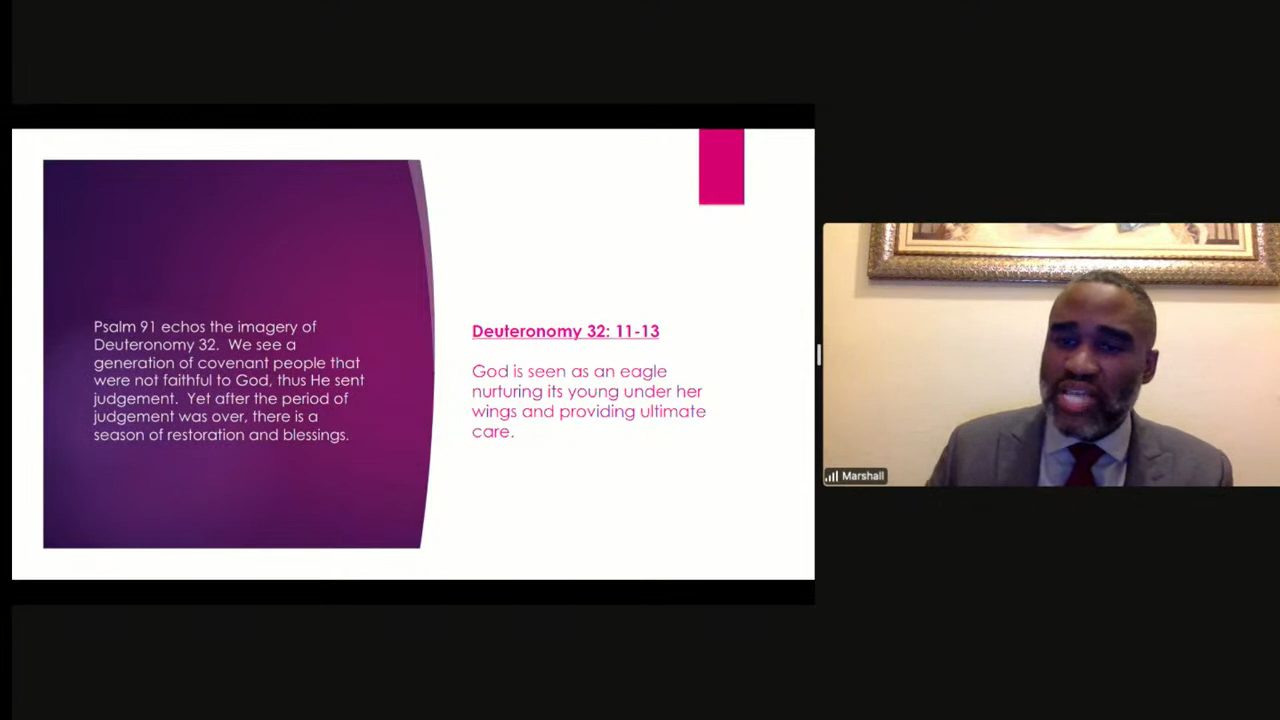 Psalm 91 echos the imagery of
Deuteronomy 32. We see a
generation of covenant people that
were not faithful to God, thus He sent
judgement. Yet after the period of
judgement was over, there is a
season of restoration and blessings.
Deuteronomy 32: 11-13
God is seen as an eagle
nurturing its young under her
wings and providing ultimate
care.
Marshall